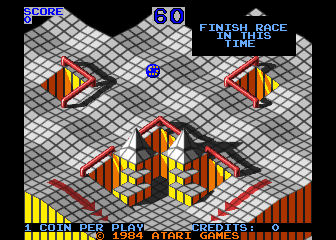 SCORE
0
60
FINISH RACE
IN THIS
TIME
1 COIN PER PLAY
CREDITS: 0
© 1984 ATARI GAMES